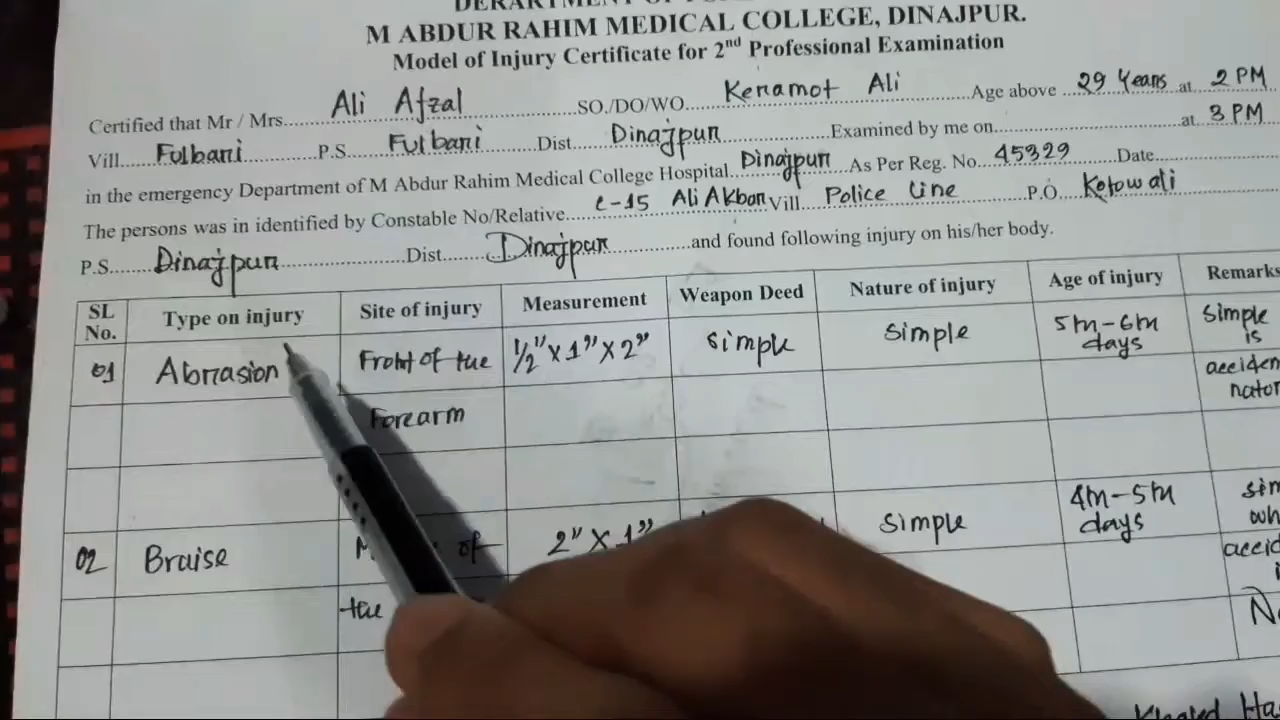 M ABDUR RAHIM MEDICAL COLLEGE, DINAJPUR.
Model of Injury Certificate for 2nd Professional Examination
Certified that Mr / Mrs. Ali Afzal SO./DO/WO. Keramot Ali Age above 29 Years at 2 PM
Vill Fulbari P.S. Fulbari Dist Dinajpur Examined by me on at 3 PM
in the emergency Department of M Abdur Rahim Medical College Hospital Dinajpur As Per Reg. No. 45329 Date
The persons was in identified by Constable No/Relative c-15 Ali Akbar Vill Police line P.O Kotowali
P.S. Dinajpur Dist. Dinajpur and found following injury on his/her body.
SL No. Type on injury Site of injury Measurement Weapon Deed Nature of injury Age of injury Remarks
01 Abrasion Front of the 1/2" X 1" X 2" simple simple 5th-6th days simple is
Forearm acciden
02 Bruise of 2" X 1" simple 4th-5th days
the